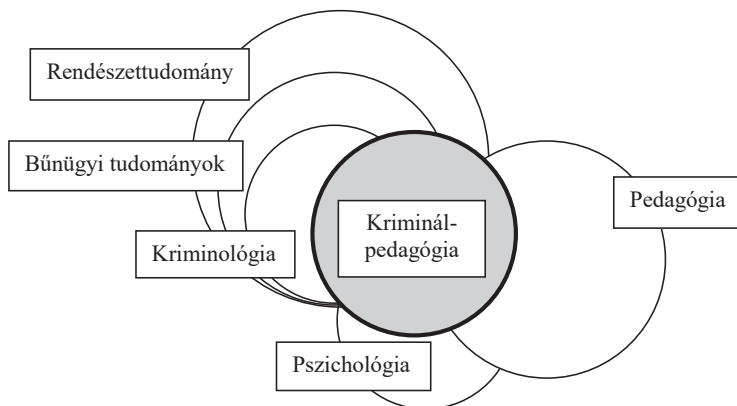 Rendészettudomány
Bűnügyi tudományok
Kriminológia
Kriminál-
pedagógia
Pedagógia
Pszichológia